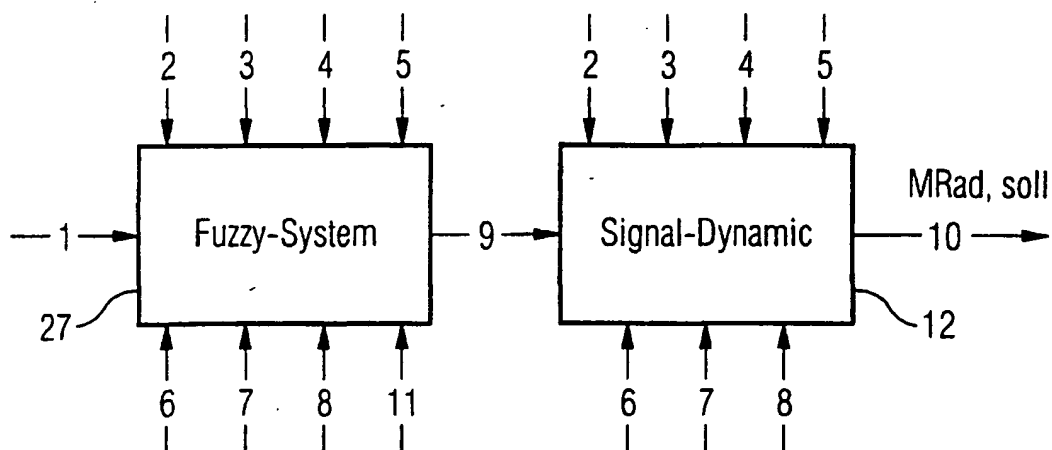 2 3 4 5 2 3 4 5
MRad, soll
1 Fuzzy-System 9 Signal-Dynamic 10
27 12
6 7 8 11 6 7 8